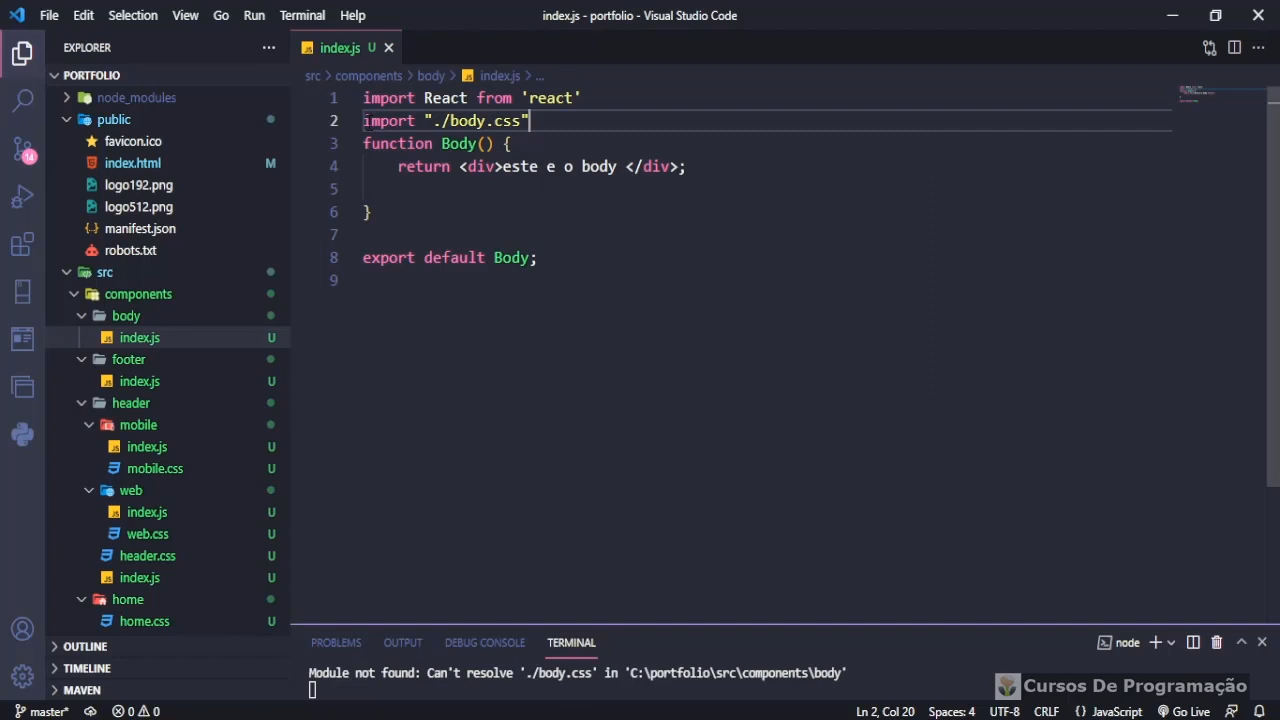 File Edit Selection View Go Run Terminal Help
index.js - portfolio - Visual Studio Code
EXPLORER
index.js U
PORTFOLIO
src > components > body > index.js > ...
node_modules
public
favicon.ico
index.html M
logo192.png
logo512.png
manifest.json
robots.txt
src
components
body
index.js U
footer
index.js U
header
mobile
index.js U
mobile.css U
web
index.js U
web.css U
header.css U
index.js U
home
home.css U
OUTLINE
TIMELINE
MAVEN
14
1 import React from 'react'
2 import "./body.css"
3 function Body() {
4 return <div>este e o body </div>;
5
6 }
7
8 export default Body;
9
PROBLEMS OUTPUT DEBUG CONSOLE TERMINAL
node
Module not found: Can't resolve './body.css' in 'C:\portfolio\src\components\body'
Cursos De Programação
master* 0 0
Ln 2, Col 20 Spaces: 4 UTF-8 CRLF {} JavaScript Go Live